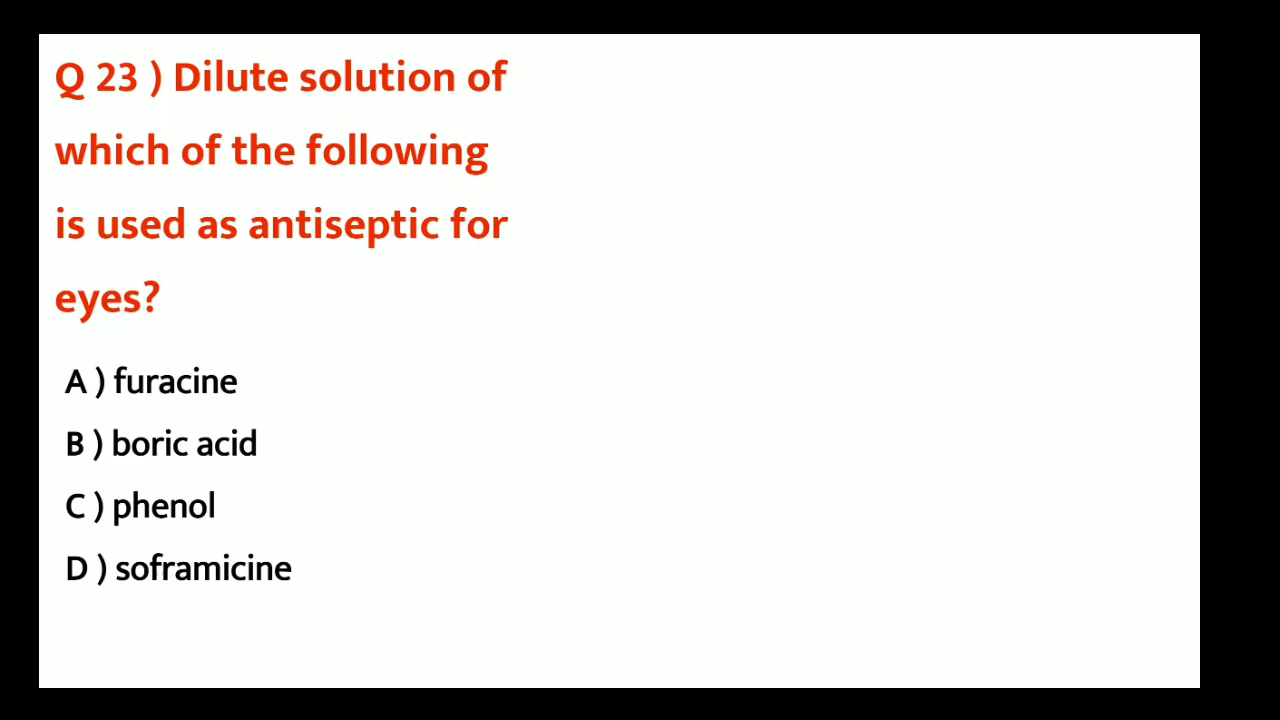 Q 23 ) Dilute solution of
which of the following
is used as antiseptic for
eyes?
A ) furacine
B ) boric acid
C ) phenol
D ) soframicine